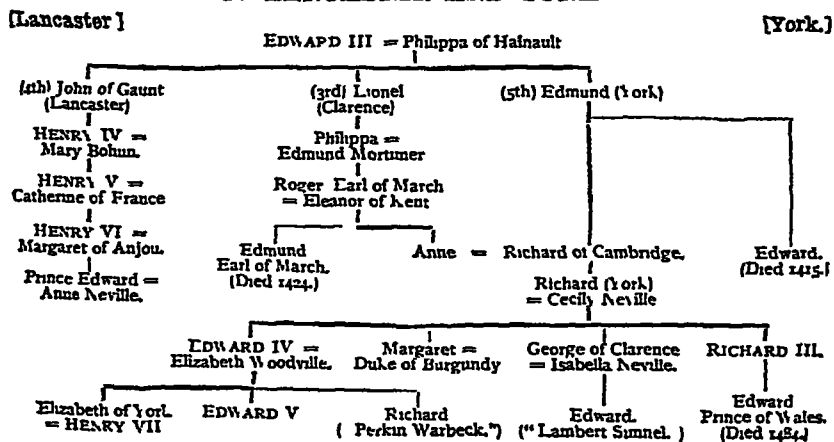 [Lancaster]
[York.]
EDWARD III = Philippa of Hainault
(4th) John of Gaunt
(Lancaster)
(3rd) Lionel
(Clarence)
(5th) Edmund (York)
HENRY IV =
Mary Bohun.
Philippa =
Edmund Mortimer
HENRY V =
Catherine of France
Roger Earl of March
= Eleanor of Kent
HENRY VI =
Margaret of Anjou.
Edmund
Earl of March.
(Died 1424.)
Anne = Richard of Cambridge.
Edward.
(Died 1415.)
Prince Edward =
Anne Neville.
Richard (York)
= Cecily Neville
EDWARD IV =
Elizabeth Woodville.
Margaret =
Duke of Burgundy
George of Clarence
= Isabella Neville.
RICHARD III.
Elizabeth of York
= HENRY VII
EDWARD V
Richard
( Perkin Warbeck.")
Edward.
("Lambert Simnel. )
Edward
Prince of Wales.
(Died 1484.)